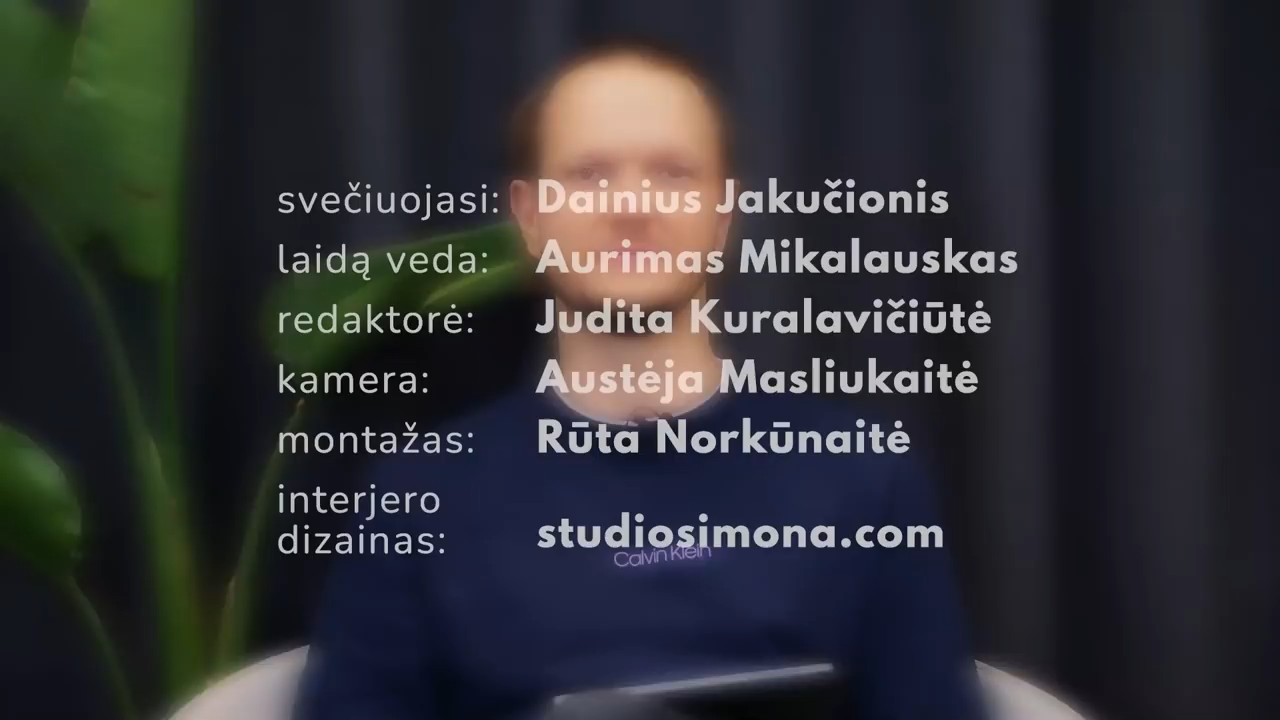 svečiuojasi: Dainius Jakučionis
laidą veda: Aurimas Mikalauskas
redaktorė: Judita Kuralavičiūtė
kamera: Austėja Masliukaitė
montažas: Rūta Norkūnaitė
interjero
dizainas: studiosimona.com
Calvin Klein